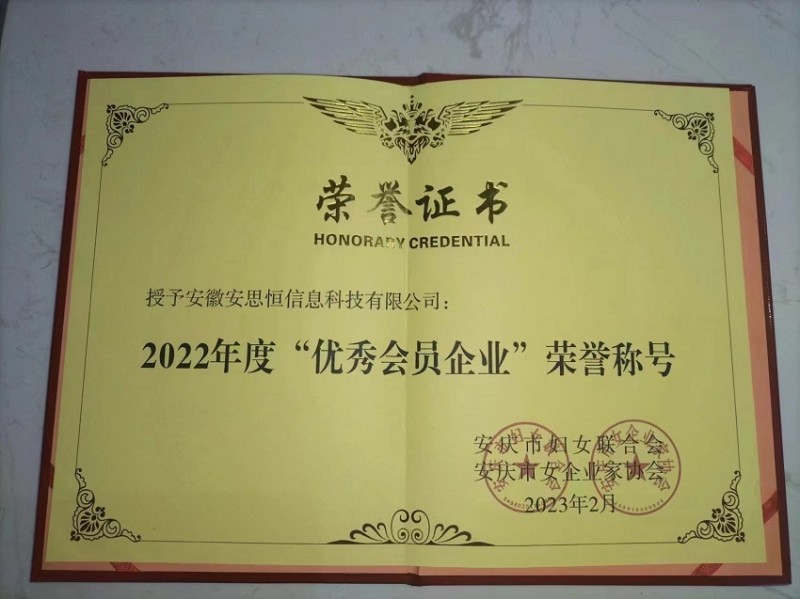 荣誉证书
HONORARY CREDENTIAL
授予安徽安思恒信息科技有限公司：
2022年度“优秀会员企业”荣誉称号
安庆市妇女联合会
安庆市女企业家协会
2023年2月